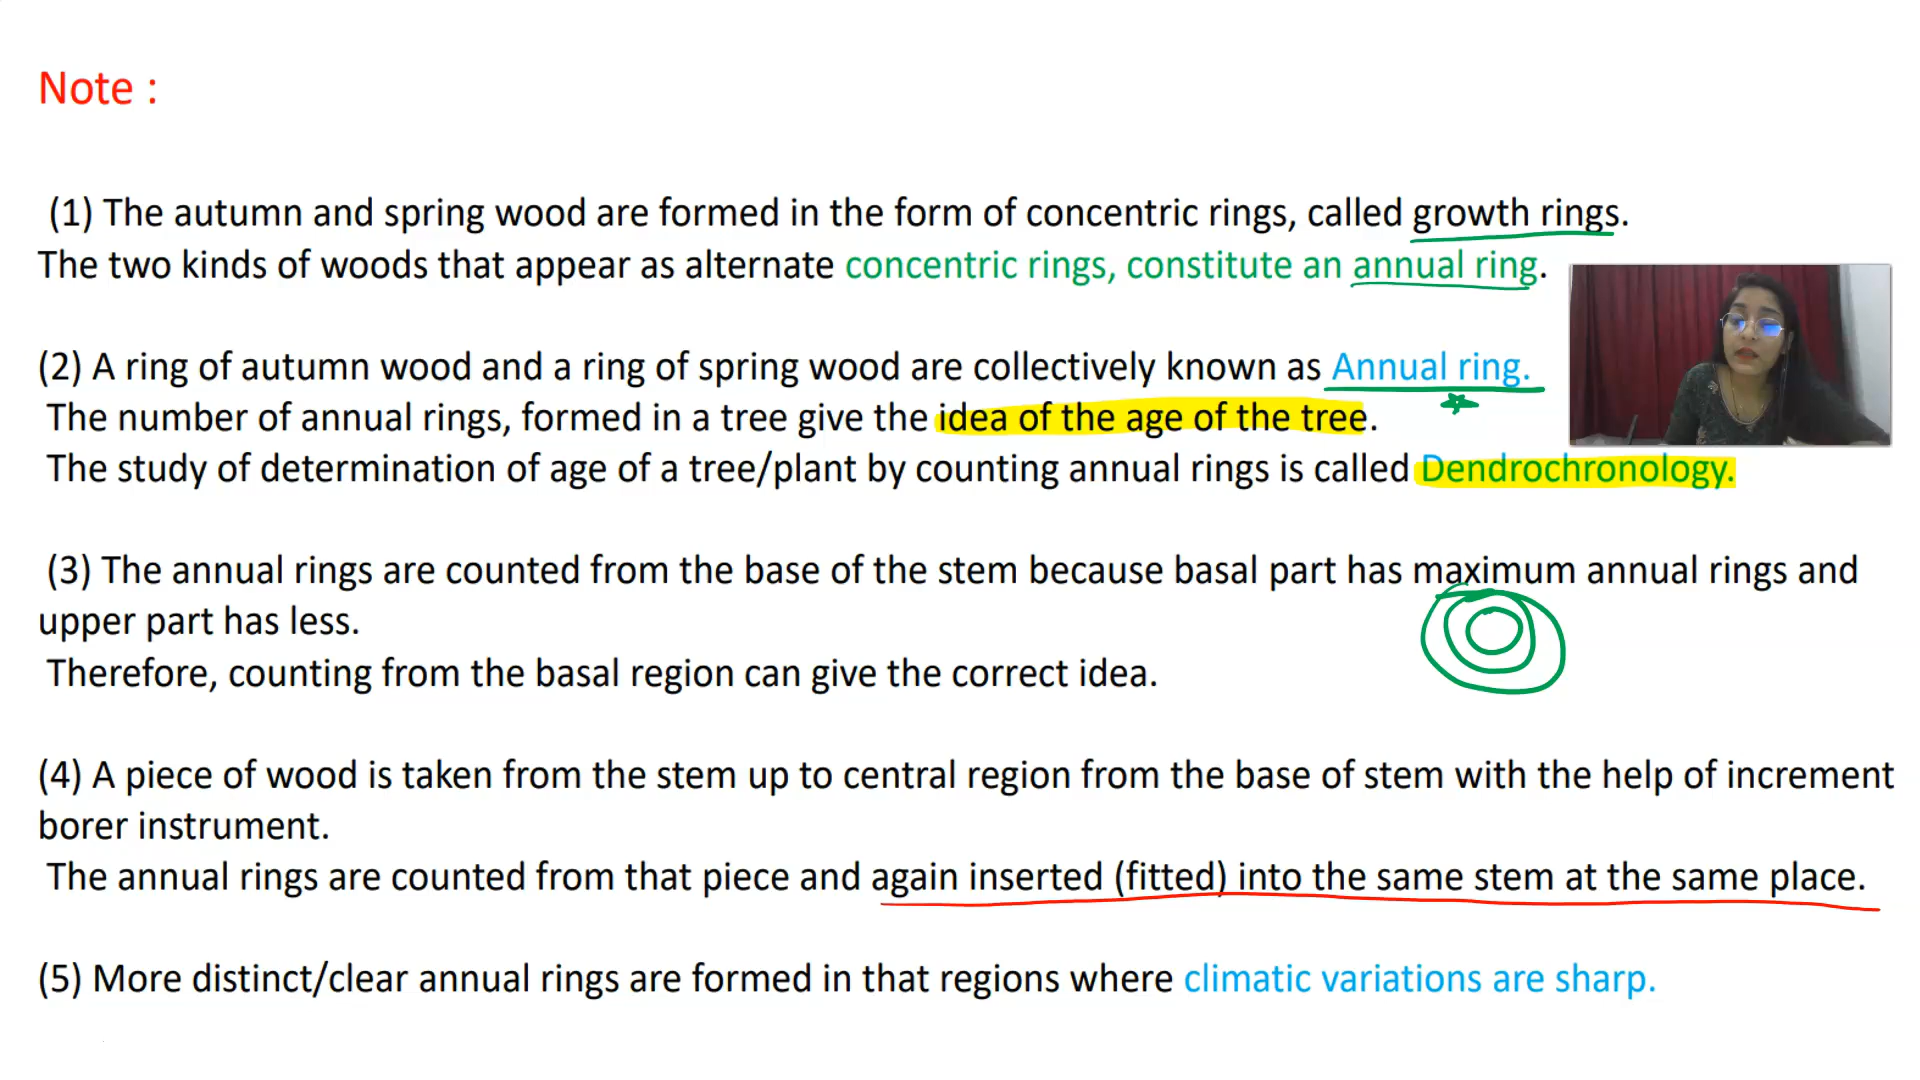 Note :
(1) The autumn and spring wood are formed in the form of concentric rings, called growth rings.
The two kinds of woods that appear as alternate concentric rings, constitute an annual ring.
(2) A ring of autumn wood and a ring of spring wood are collectively known as Annual ring.
The number of annual rings, formed in a tree give the idea of the age of the tree.
The study of determination of age of a tree/plant by counting annual rings is called Dendrochronology.
(3) The annual rings are counted from the base of the stem because basal part has maximum annual rings and
upper part has less.
Therefore, counting from the basal region can give the correct idea.
(4) A piece of wood is taken from the stem up to central region from the base of stem with the help of increment
borer instrument.
The annual rings are counted from that piece and again inserted (fitted) into the same stem at the same place.
(5) More distinct/clear annual rings are formed in that regions where climatic variations are sharp.